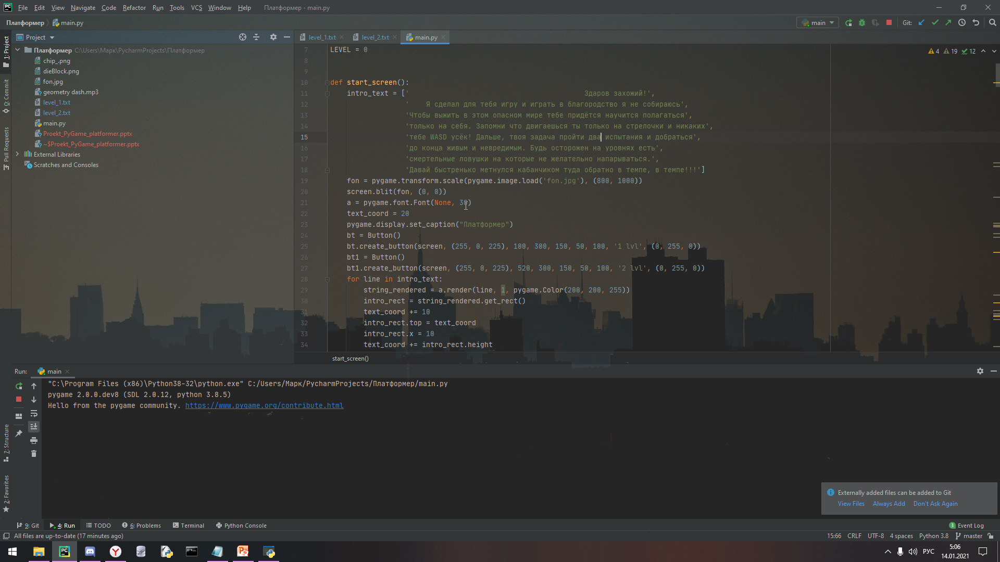 File Edit View Navigate Code Refactor Run Tools VCS Window Help Платформер - main.py
Платформер main.py main Git:
Project level_1.txt level_2.txt main.py
1: Project
0: Commit
Pull Requests
Платформер C:\Users\Марк\PycharmProjects\Платформер
chip_.png
dieBlock.png
fon.jpg
geometry dash.mp3
level_1.txt
level_2.txt
main.py
Proekt_PyGame_platformer.pptx
~$Proekt_PyGame_platformer.pptx
External Libraries
Scratches and Consoles
4 19 12
7 LEVEL = 0
8
9
10 def start_screen():
11 intro_text = [' Здаров захожий!',
12 ' Я сделал для тебя игру и играть в благородство я не собираюсь',
13 'Чтобы выжить в этом опасном мире тебе придётся научится полагаться',
14 'только на себя. Запомни что двигаешься ты только на стрелочки и никаких',
15 'тебе WASD усёк! Дальше, твоя задача пройти два испытания и добраться',
16 'до конца живым и невредимым. Будь осторожен на уровнях есть',
17 'смертельные ловушки на которые не желательно напарываться.',
18 'Давай быстренько метнулся кабанчиком туда обратно в темпе, в темпе!!!']
19 fon = pygame.transform.scale(pygame.image.load('fon.jpg'), (800, 1000))
20 screen.blit(fon, (0, 0))
21 a = pygame.font.Font(None, 30)
22 text_coord = 20
23 pygame.display.set_caption("Платформер")
24 bt = Button()
25 bt.create_button(screen, (255, 0, 225), 100, 300, 150, 50, 100, '1 lvl', (0, 255, 0))
26 bt1 = Button()
27 bt1.create_button(screen, (255, 0, 225), 520, 300, 150, 50, 100, '2 lvl', (0, 255, 0))
28 for line in intro_text:
29 string_rendered = a.render(line, 1, pygame.Color(200, 200, 255))
30 intro_rect = string_rendered.get_rect()
31 text_coord += 10
32 intro_rect.top = text_coord
33 intro_rect.x = 10
34 text_coord += intro_rect.height
start_screen()
Run: main
"C:\Program Files (x86)\Python38-32\python.exe" C:/Users/Марк/PycharmProjects/Платформер/main.py
pygame 2.0.0.dev8 (SDL 2.0.12, python 3.8.5)
Hello from the pygame community. https://www.pygame.org/contribute.html
7: Structure
2: Favorites
Externally added files can be added to Git
View Files Always Add Don't Ask Again
9: Git 4: Run TODO 6: Problems Terminal Python Console 3 Event Log
All files are up-to-date (17 minutes ago) 15:66 CRLF UTF-8 4 spaces Python 3.8 master
РУС 5:06
14.01.2021